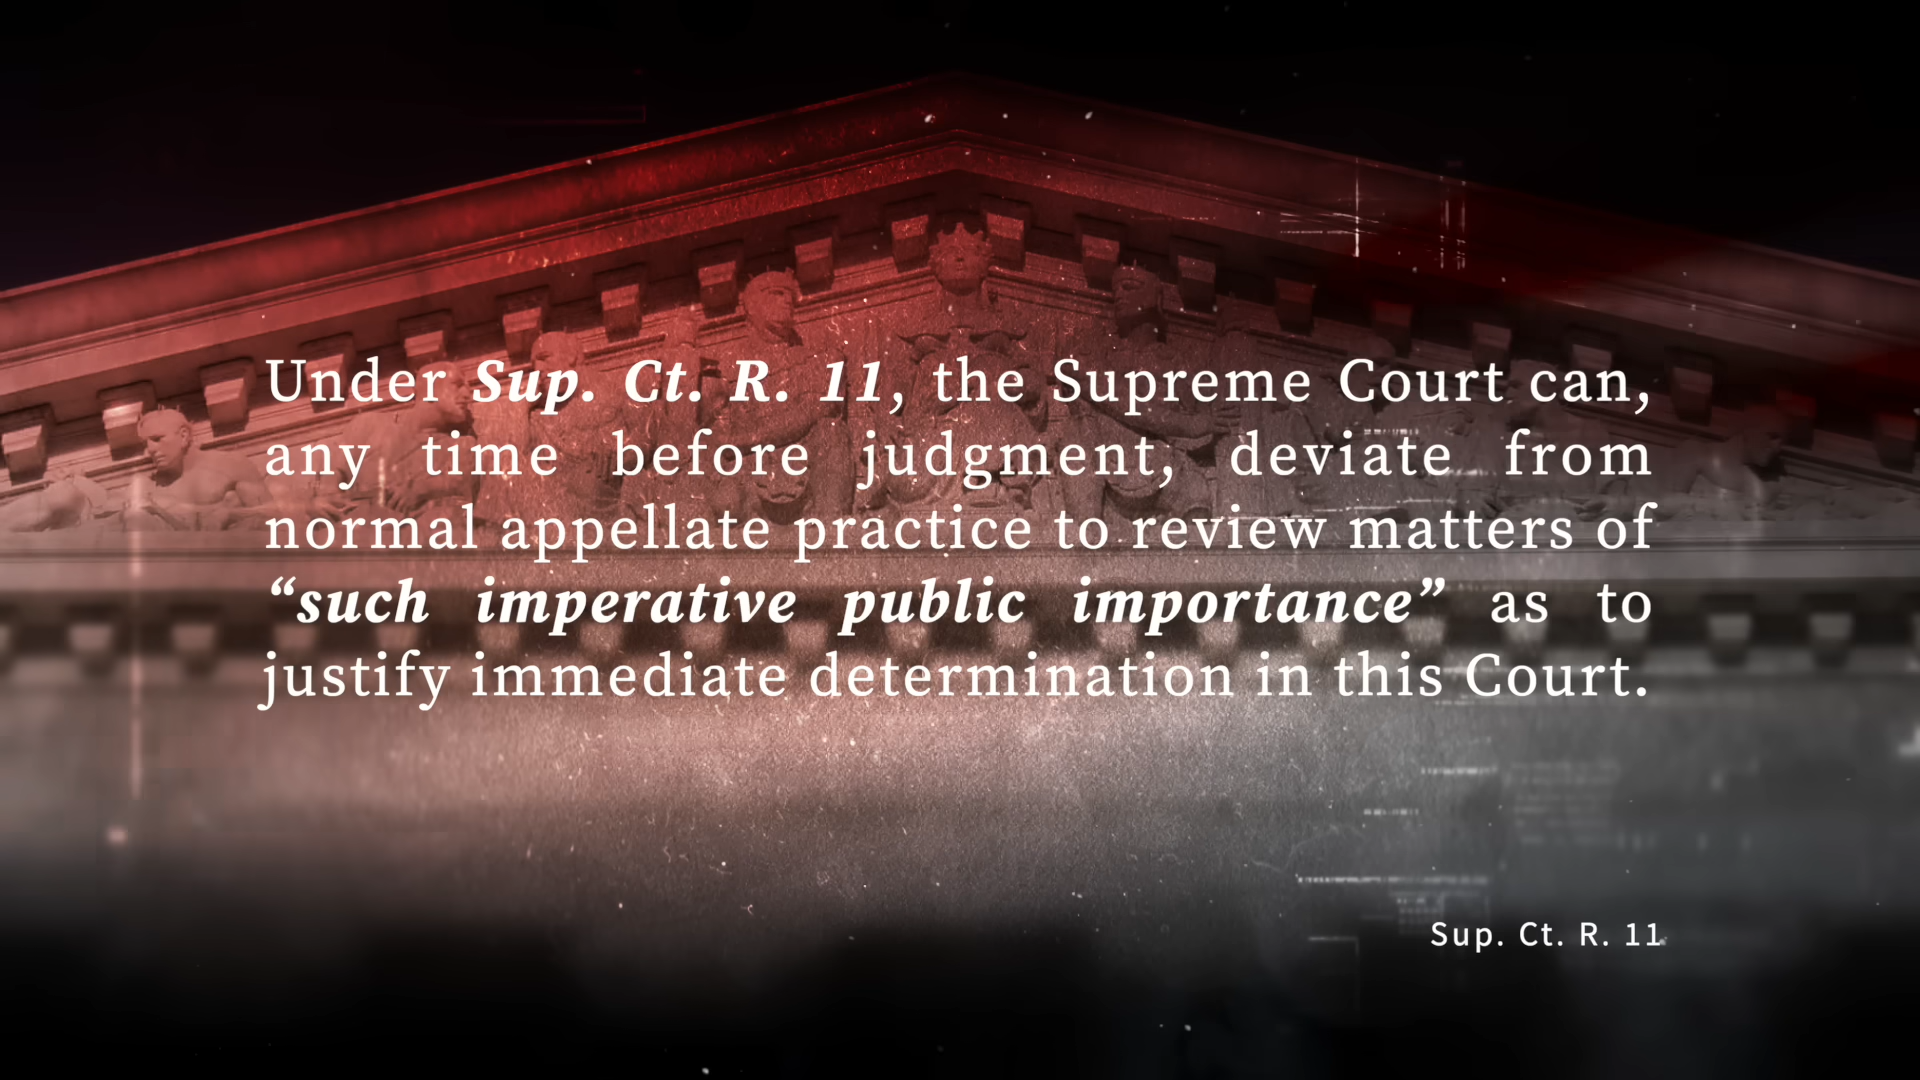 Under Sup. Ct. R. 11, the Supreme Court can,
any time before judgment, deviate from
normal appellate practice to review matters of
“such imperative public importance” as to
justify immediate determination in this Court.
Sup. Ct. R. 11